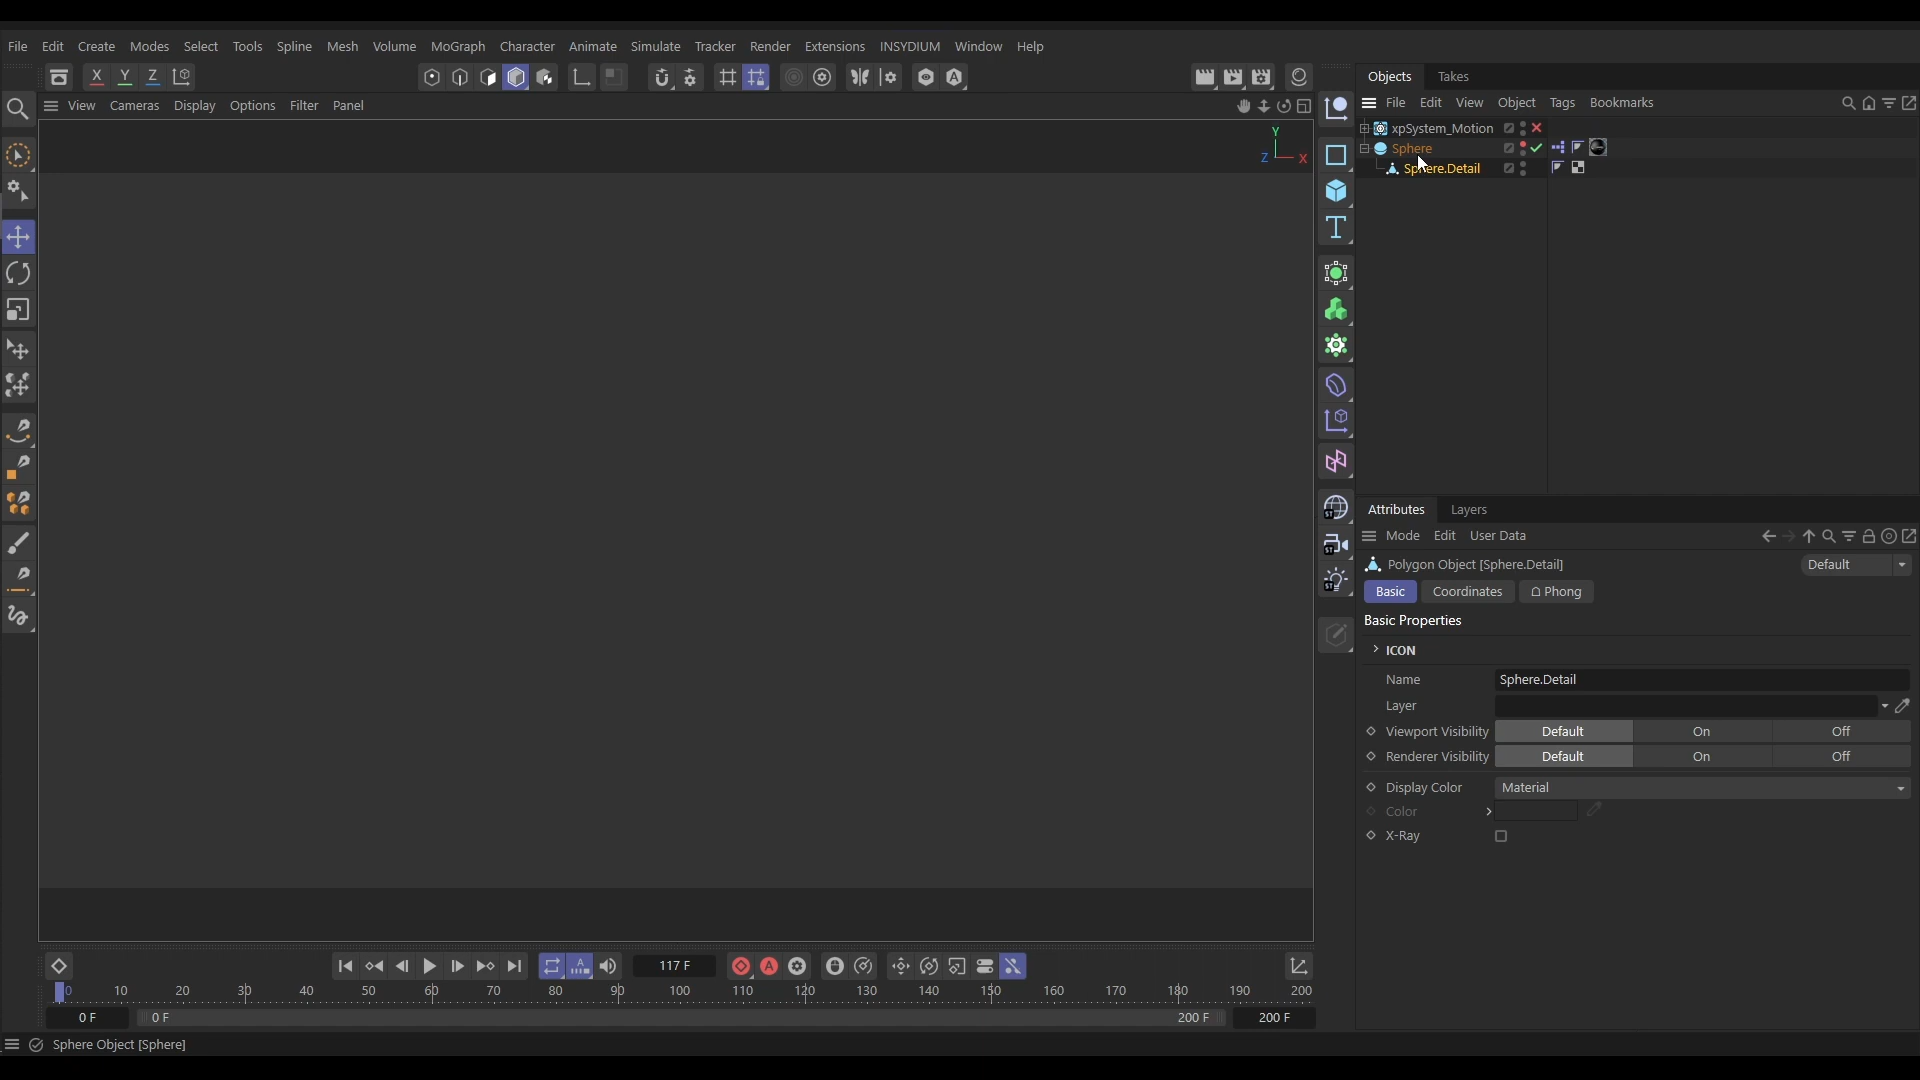 File Edit Create Modes Select Tools Spline Mesh Volume MoGraph Character Animate Simulate Tracker Render Extensions INSYDIUM Window Help
X Y Z
Objects Takes
View Cameras Display Options Filter Panel
File Edit View Object Tags Bookmarks
xpSystem_Motion
Sphere
Sphere.Detail
Y
Z X
Attributes Layers
Mode Edit User Data
Polygon Object [Sphere.Detail] Default
Basic Coordinates Phong
Basic Properties
ICON
Name Sphere.Detail
Layer
Viewport Visibility Default On Off
Renderer Visibility Default On Off
Display Color Material
Color
X-Ray
117 F
0 10 20 30 40 50 60 70 80 90 100 110 120 130 140 150 160 170 180 190 200
0 F 0 F 200 F 200 F
Sphere Object [Sphere]